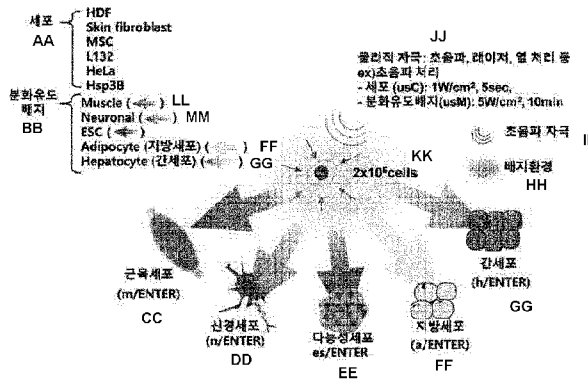 세포
AA
HDF
Skin fibroblast
MSC
L132
HeLa
Hsp3B
분화유도
배지
BB
Muscle ( ) LL
Neuronal ( ) MM
ESC ( )
Adipocyte (지방세포) ( ) FF
Hepatocyte (간세포) ( ) GG
JJ
물리적 자극: 초음파, 레이저, 열 처리 등
ex)초음파 처리
- 세포 (usC): 1W/cm², 5sec,
- 분화유도배지(usM): 5W/cm², 10min
초음파 자극
II
배지환경
HH
KK
2x10⁶cells
근육세포
(m/ENTER)
CC
신경세포
(n/ENTER)
DD
다능성세포
es/ENTER
EE
지방세포
(a/ENTER)
FF
간세포
(h/ENTER)
GG